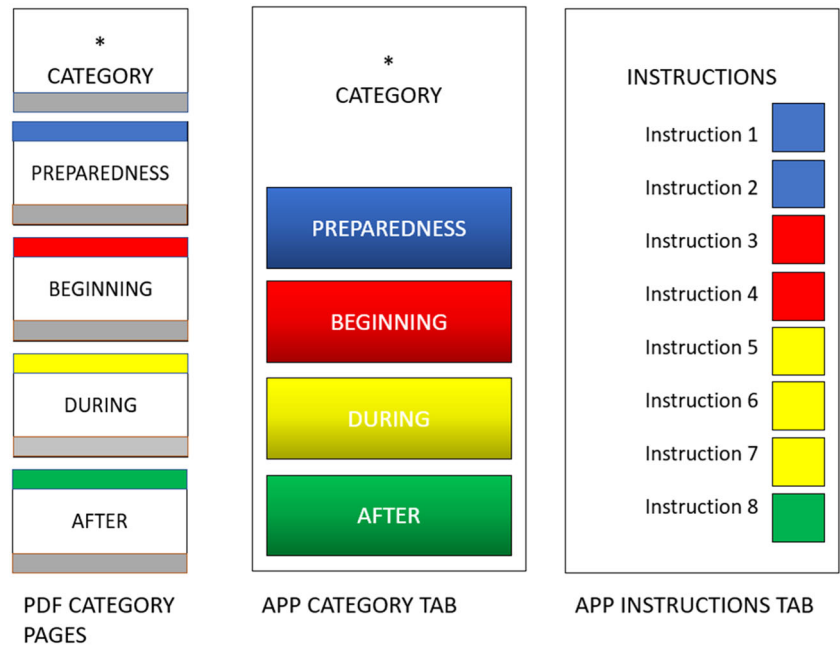 *
CATEGORY
PREPAREDNESS
BEGINNING
DURING
AFTER
PDF CATEGORY
PAGES
*
CATEGORY
PREPAREDNESS
BEGINNING
DURING
AFTER
APP CATEGORY TAB
INSTRUCTIONS
Instruction 1
Instruction 2
Instruction 3
Instruction 4
Instruction 5
Instruction 6
Instruction 7
Instruction 8
APP INSTRUCTIONS TAB